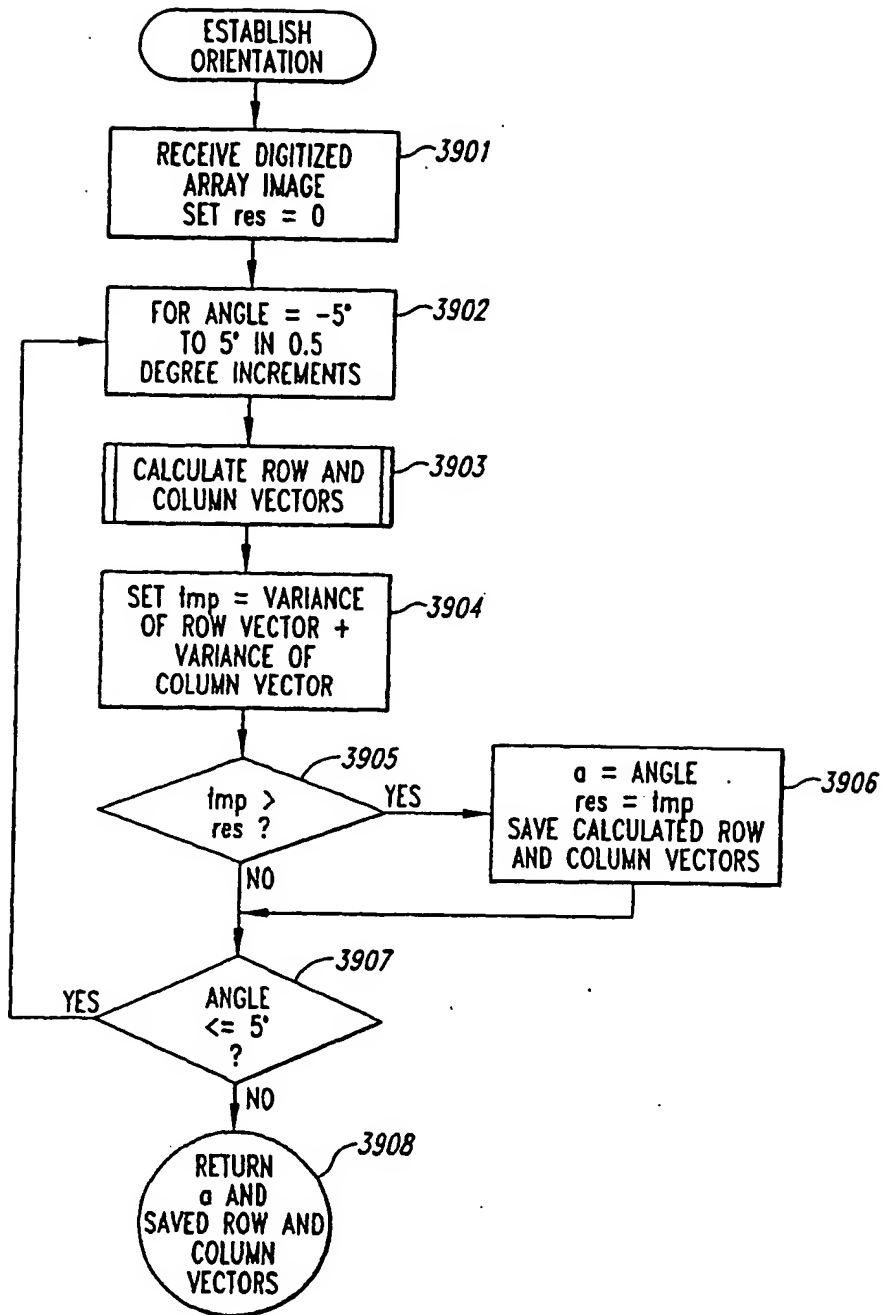 ESTABLISH
ORIENTATION
RECEIVE DIGITIZED
ARRAY IMAGE
SET res = 0
3901
FOR ANGLE = -5°
TO 5° IN 0.5
DEGREE INCREMENTS
3902
CALCULATE ROW AND
COLUMN VECTORS
3903
SET tmp = VARIANCE
OF ROW VECTOR +
VARIANCE OF
COLUMN VECTOR
3904
tmp >
res ?
3905
YES
NO
a = ANGLE
res = tmp
SAVE CALCULATED ROW
AND COLUMN VECTORS
3906
ANGLE
<= 5°
?
3907
YES
NO
RETURN
a AND
SAVED ROW AND
COLUMN
VECTORS
3908